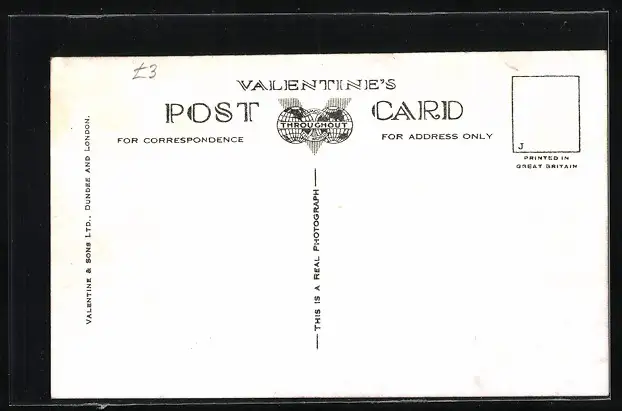 £3
VALENTINE'S
POST CARD
THROUGHOUT
FOR CORRESPONDENCE
FOR ADDRESS ONLY
J
PRINTED IN
GREAT BRITAIN
VALENTINE & SONS LTD., DUNDEE AND LONDON.
THIS IS A REAL PHOTOGRAPH